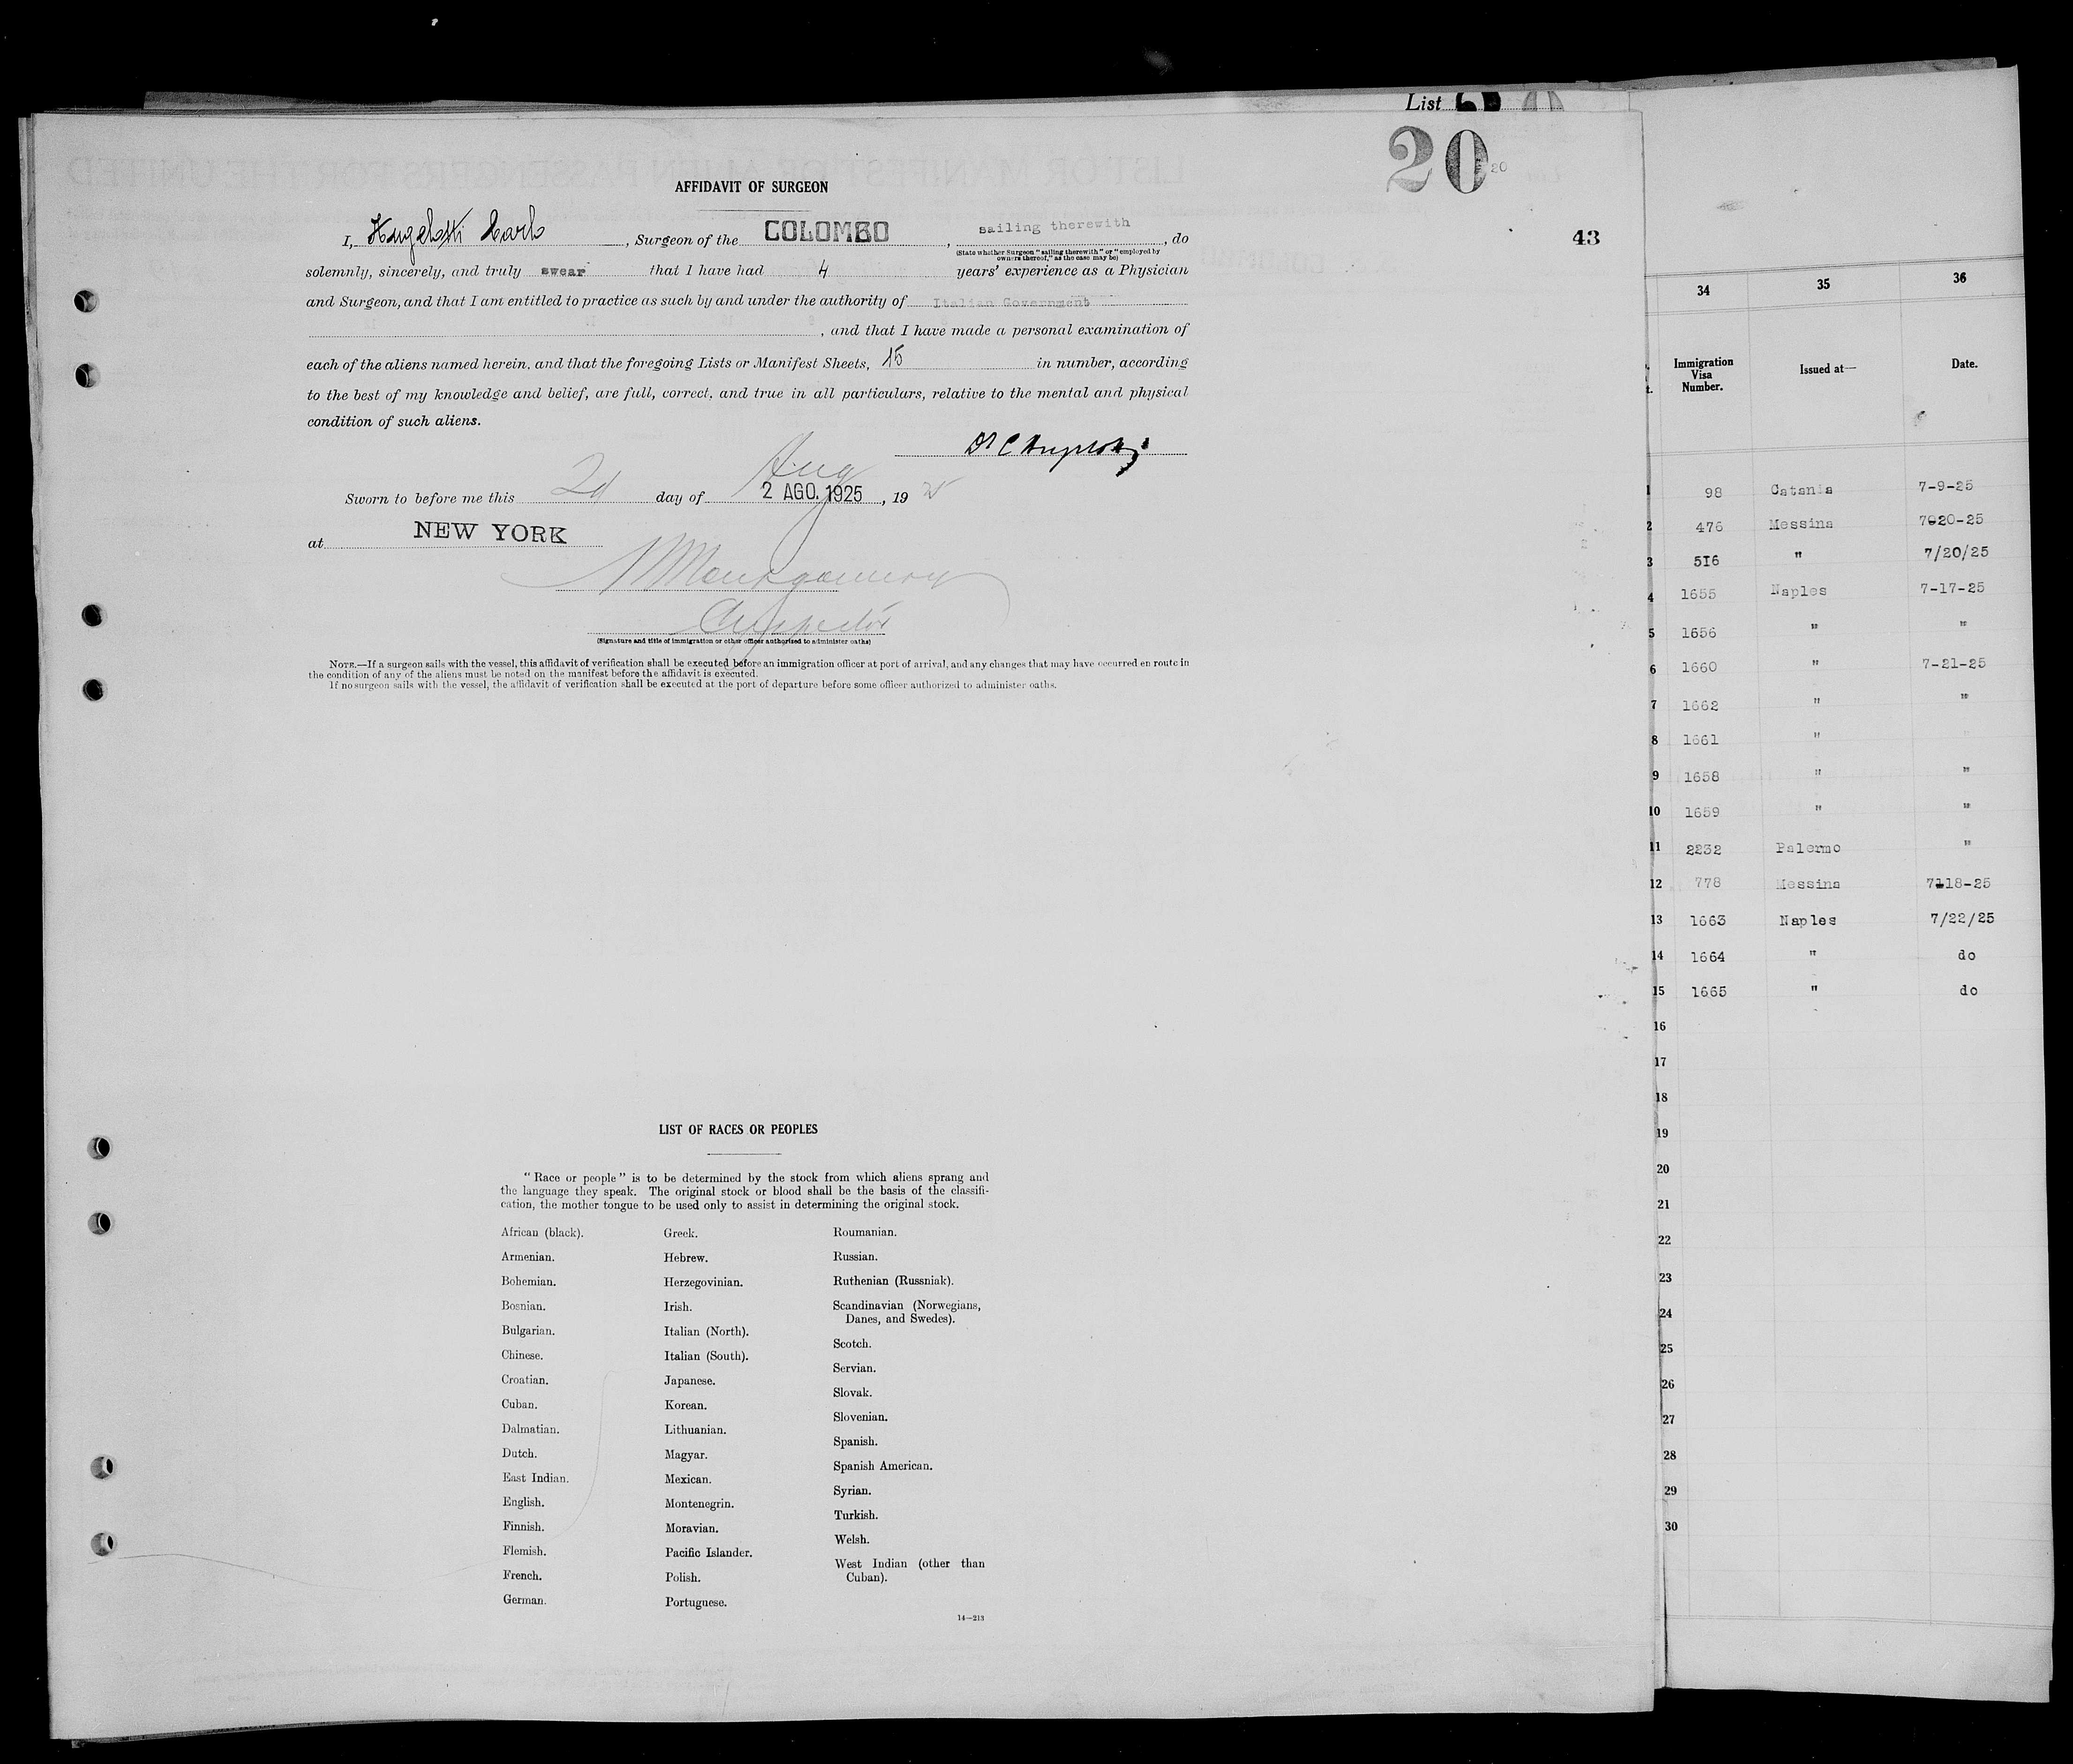 List
20
20
AFFIDAVIT OF SURGEON
I, Carlo, Surgeon of the COLOMBO, sailing therewith, do
(State whether Surgeon "sailing therewith" or "employed by
owners thereof," as the case may be)
43
solemnly, sincerely, and truly swear that I have had 4 years' experience as a Physician
and Surgeon, and that I am entitled to practice as such by and under the authority of Italian Government
, and that I have made a personal examination of
each of the aliens named herein, and that the foregoing Lists or Manifest Sheets, 15 in number, according
to the best of my knowledge and belief, are full, correct, and true in all particulars, relative to the mental and physical
condition of such aliens.
Sworn to before me this 2d day of Aug 2 AGO. 1925, 1925
at NEW YORK
Montgomery
Inspector
(Signature and title of immigration or other officer authorized to administer oaths)
NOTE.—If a surgeon sails with the vessel, this affidavit of verification shall be executed before an immigration officer at port of arrival, and any changes that may have occurred en route in
the condition of any of the aliens must be noted on the manifest before the affidavit is executed.
If no surgeon sails with the vessel, the affidavit of verification shall be executed at the port of departure before some officer authorized to administer oaths.
LIST OF RACES OR PEOPLES
"Race or people" is to be determined by the stock from which aliens sprang and
the language they speak. The original stock or blood shall be the basis of the classifi-
cation, the mother tongue to be used only to assist in determining the original stock.
African (black).
Armenian.
Bohemian.
Bosnian.
Bulgarian.
Chinese.
Croatian.
Cuban.
Dalmatian.
Dutch.
East Indian.
English.
Finnish.
Flemish.
French.
German.
Greek.
Hebrew.
Herzegovinian.
Irish.
Italian (North).
Italian (South).
Japanese.
Korean.
Lithuanian.
Magyar.
Mexican.
Montenegrin.
Moravian.
Pacific Islander.
Polish.
Portuguese.
Roumanian.
Russian.
Ruthenian (Russniak).
Scandinavian (Norwegians,
Danes, and Swedes).
Scotch.
Servian.
Slovak.
Slovenian.
Spanish.
Spanish American.
Syrian.
Turkish.
Welsh.
West Indian (other than
Cuban).
14—213
34 35 36
Immigration
Visa
Number.
Issued at—
Date.
1 98 Catania 7-9-25
2 476 Messina 7-20-25
3 516 " 7/20/25
4 1655 Naples 7-17-25
5 1656 " "
6 1660 " 7-21-25
7 1662 " "
8 1661 " "
9 1658 " "
10 1659 " "
11 2232 Palermo "
12 778 Messina 7-18-25
13 1663 Naples 7/22/25
14 1664 " do
15 1665 " do
16
17
18
19
20
21
22
23
24
25
26
27
28
29
30